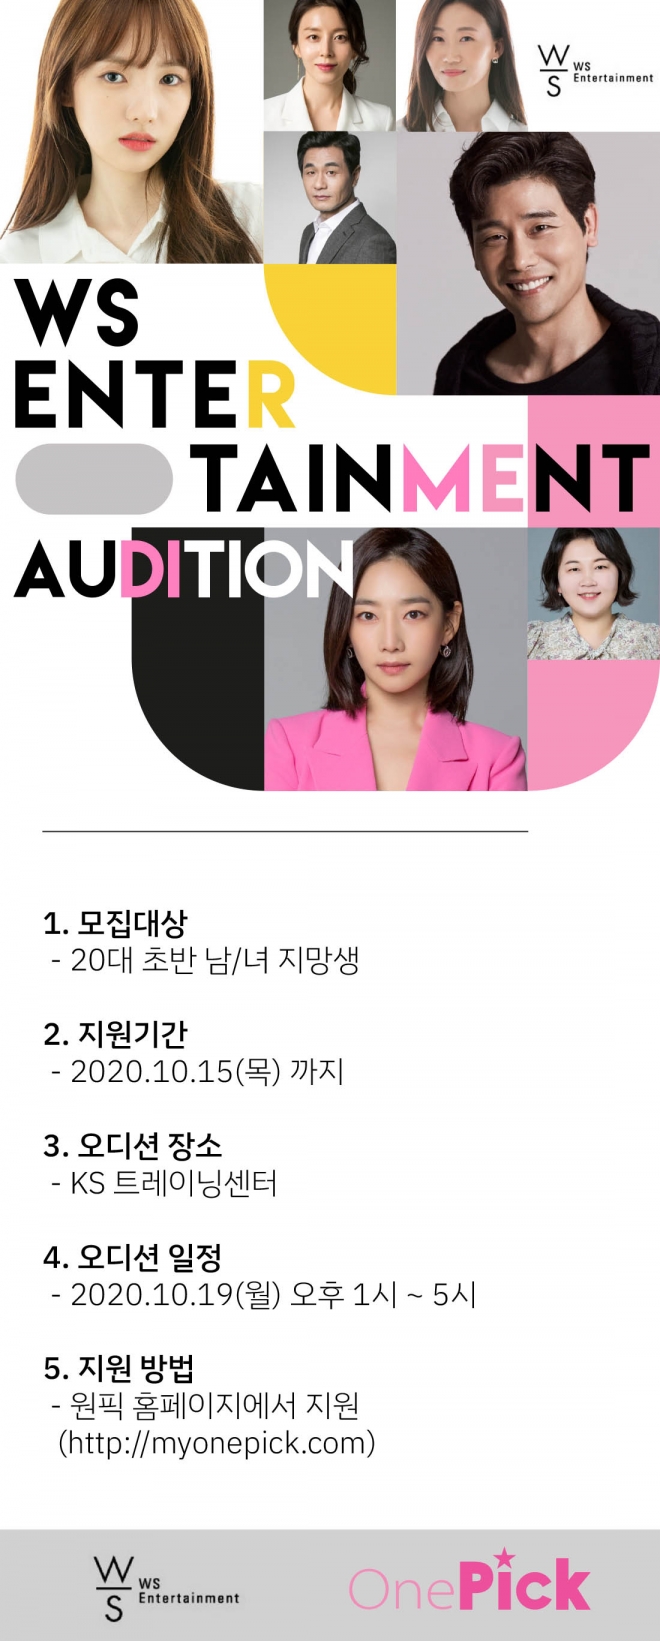 W
S
WS
Entertainment
WS
ENTER
TAINMENT
AUDITION
1. 모집대상
- 20대 초반 남/녀 지망생
2. 지원기간
- 2020.10.15(목) 까지
3. 오디션 장소
- KS 트레이닝센터
4. 오디션 일정
- 2020.10.19(월) 오후 1시 ~ 5시
5. 지원 방법
- 원픽 홈페이지에서 지원
(http://myonepick.com)
W
S
WS
Entertainment
OnePick